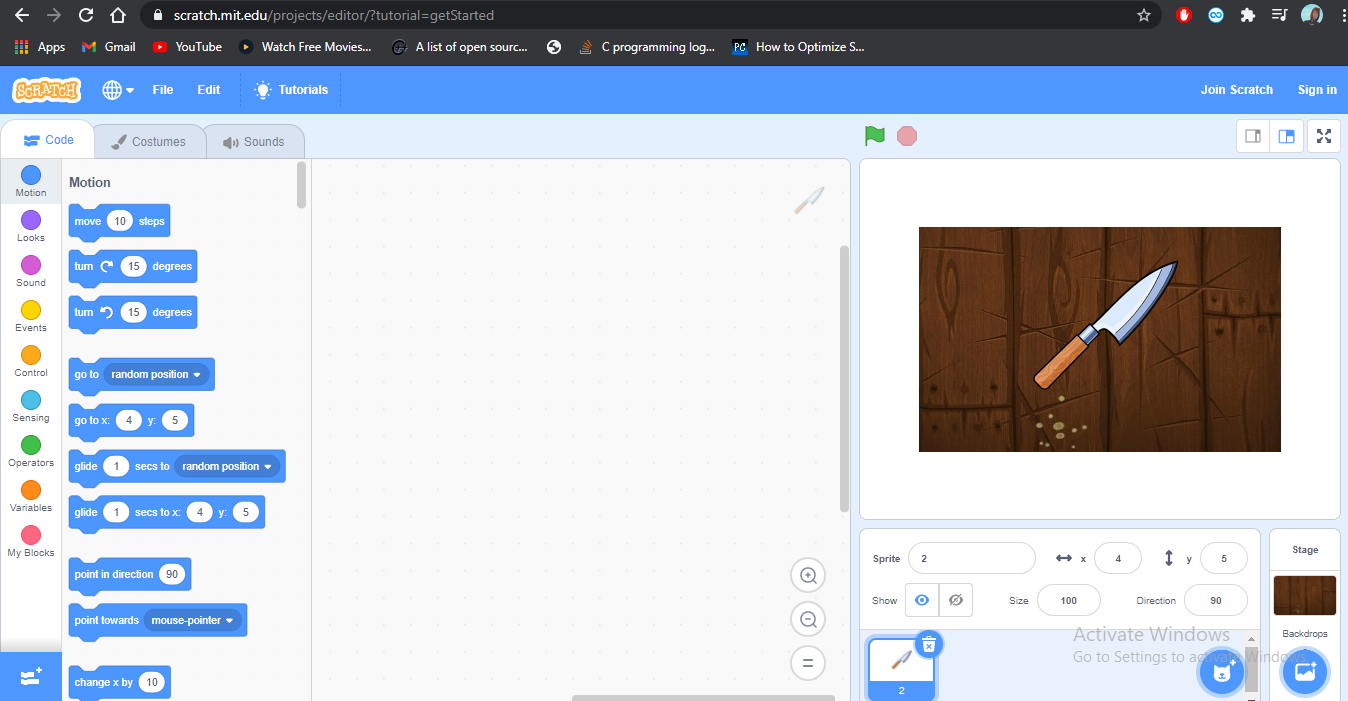 scratch.mit.edu/projects/editor/?tutorial=getStarted
Apps Gmail YouTube Watch Free Movies... A list of open sourc... C programming log... PC How to Optimize S...
SCRATCH File Edit Tutorials Join Scratch Sign in
Code Costumes Sounds
Motion
Looks
Sound
Events
Control
Sensing
Operators
Variables
My Blocks
Motion
move 10 steps
turn 15 degrees
turn 15 degrees
go to random position
go to x: 4 y: 5
glide 1 secs to random position
glide 1 secs to x: 4 y: 5
point in direction 90
point towards mouse-pointer
change x by 10
Sprite 2 x 4 y 5
Show Size 100 Direction 90
2
Stage
Backdrops
Activate Windows
Go to Settings to activate Windows.